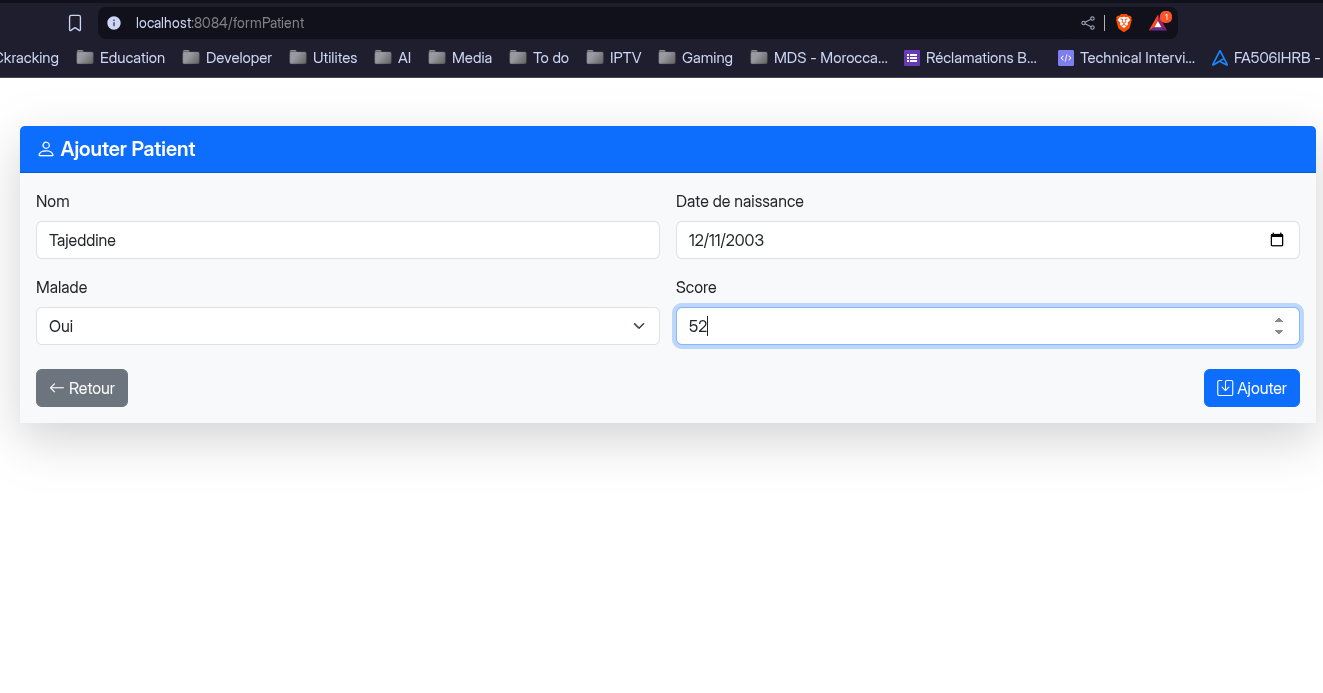 localhost:8084/formPatient
1
Ckracking Education Developer Utilites AI Media To do IPTV Gaming MDS - Morocca... Réclamations B... Technical Intervi... FA506IHRB -
Ajouter Patient
Nom Date de naissance
Tajeddine 12/11/2003
Malade Score
Oui 52
Retour Ajouter